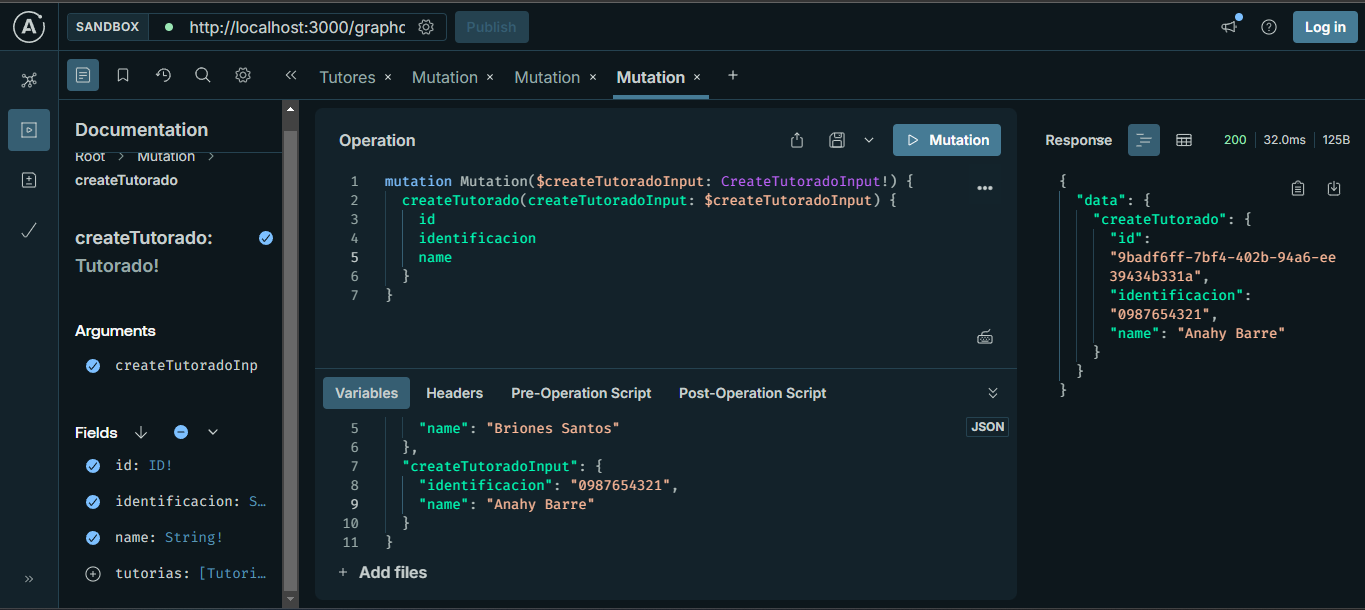 SANDBOX
http://localhost:3000/graphc
Publish
Log in
Tutores ×
Mutation ×
Mutation ×
Mutation ×
+
Documentation
Root > Mutation >
createTutorado
createTutorado:
Tutorado!
Arguments
createTutoradoInp
Fields
id: ID!
identificacion: S…
name: String!
tutorias: [Tutori…
Operation
Mutation
1 mutation Mutation($createTutoradoInput: CreateTutoradoInput!) {
2 createTutorado(createTutoradoInput: $createTutoradoInput) {
3 id
4 identificacion
5 name
6 }
7 }
Variables
Headers
Pre-Operation Script
Post-Operation Script
JSON
5 "name": "Briones Santos"
6 },
7 "createTutoradoInput": {
8 "identificacion": "0987654321",
9 "name": "Anahy Barre"
10 }
11 }
+ Add files
Response
200
32.0ms
125B
{
"data": {
"createTutorado": {
"id":
"9badf6ff-7bf4-402b-94a6-ee
39434b331a",
"identificacion":
"0987654321",
"name": "Anahy Barre"
}
}
}